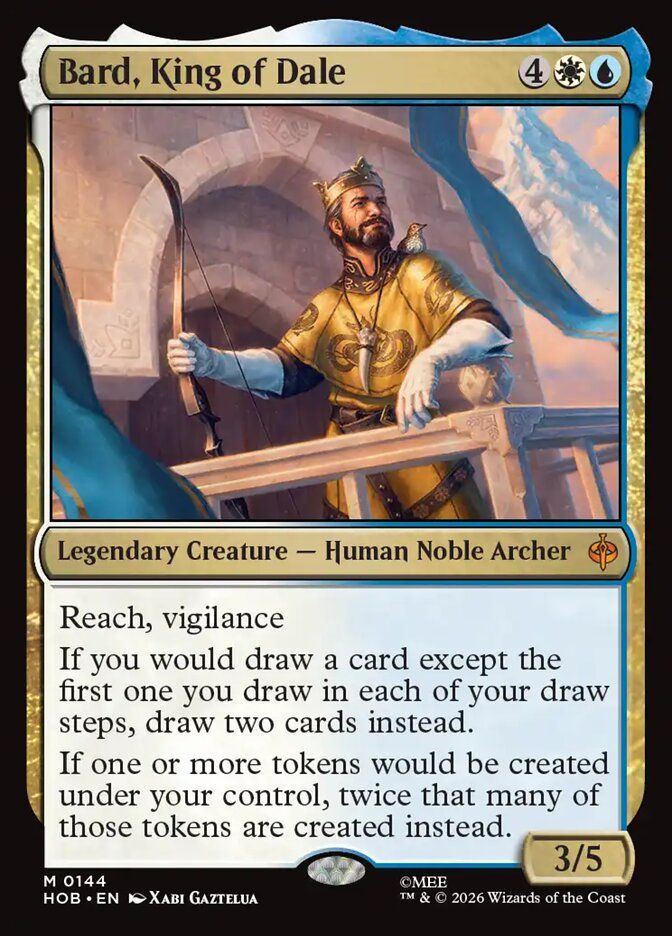 Bard, King of Dale 4
Legendary Creature — Human Noble Archer
Reach, vigilance
If you would draw a card except the
first one you draw in each of your draw
steps, draw two cards instead.
If one or more tokens would be created
under your control, twice that many of
those tokens are created instead.
3/5
M 0144
HOB • EN Xabi Gaztelua
©MEE
™ & © 2026 Wizards of the Coast